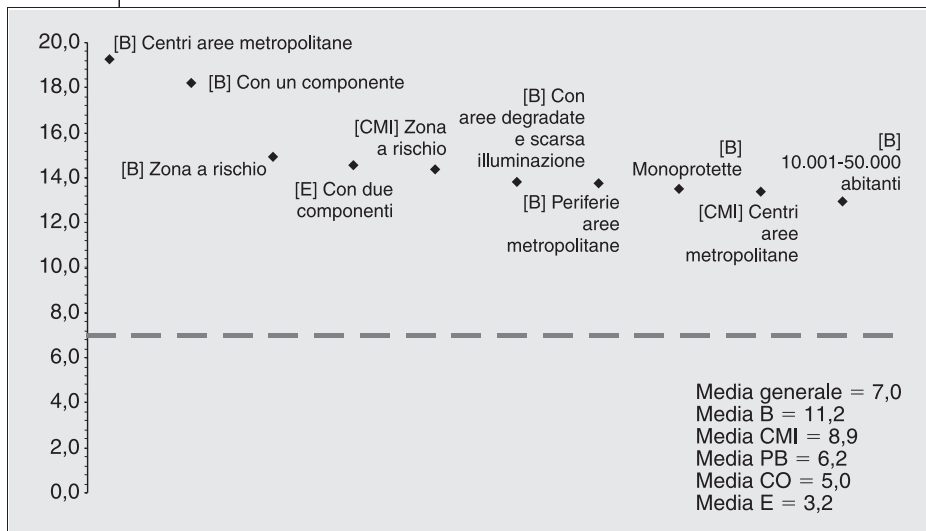 20,0
18,0
16,0
14,0
12,0
10,0
6,0
4,0
2,0
0,0
[B] Centri aree metropolitane
[B] Con un componente
[B] Zona a rischio
[E] Con due
componenti
[CMI] Zona
a rischio
[B] Con
aree degradate
e scarsa
illuminazione
[B] Periferie
aree
metropolitane
[B]
Monoprotette
[CMI] Centri
aree
metropolitane
[B]
10.001-50.000
abitanti
Media generale = 7,0
Media B = 11,2
Media CMI = 8,9
Media PB = 6,2
Media CO = 5,0
Media E = 3,2